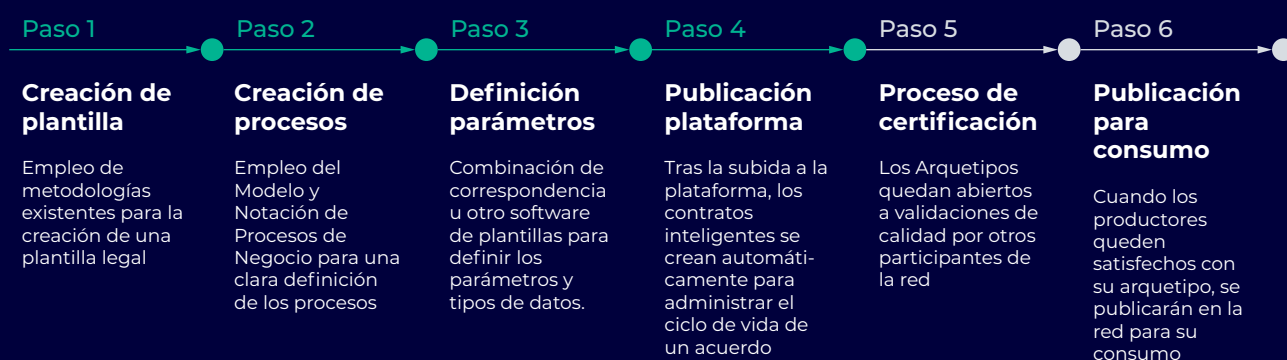 Paso 1
Creación de
plantilla
Empleo de
metodologías
existentes para la
creación de una
plantilla legal
Paso 2
Creación de
procesos
Empleo del
Modelo y
Notación de
Procesos de
Negocio para una
clara definición
de los procesos
Paso 3
Definición
parámetros
Combinación de
correspondencia
u otro software
de plantillas para
definir los
parámetros y
tipos de datos.
Paso 4
Publicación
plataforma
Tras la subida a la
plataforma, los
contratos
inteligentes se
crean automáti-
camente para
administrar el
ciclo de vida de
un acuerdo
Paso 5
Proceso de
certificación
Los Arquetipos
quedan abiertos
a validaciones de
calidad por otros
participantes de
la red
Paso 6
Publicación
para
consumo
Cuando los
productores
queden
satisfechos con
su arquetipo, se
publicarán en la
red para su
consumo